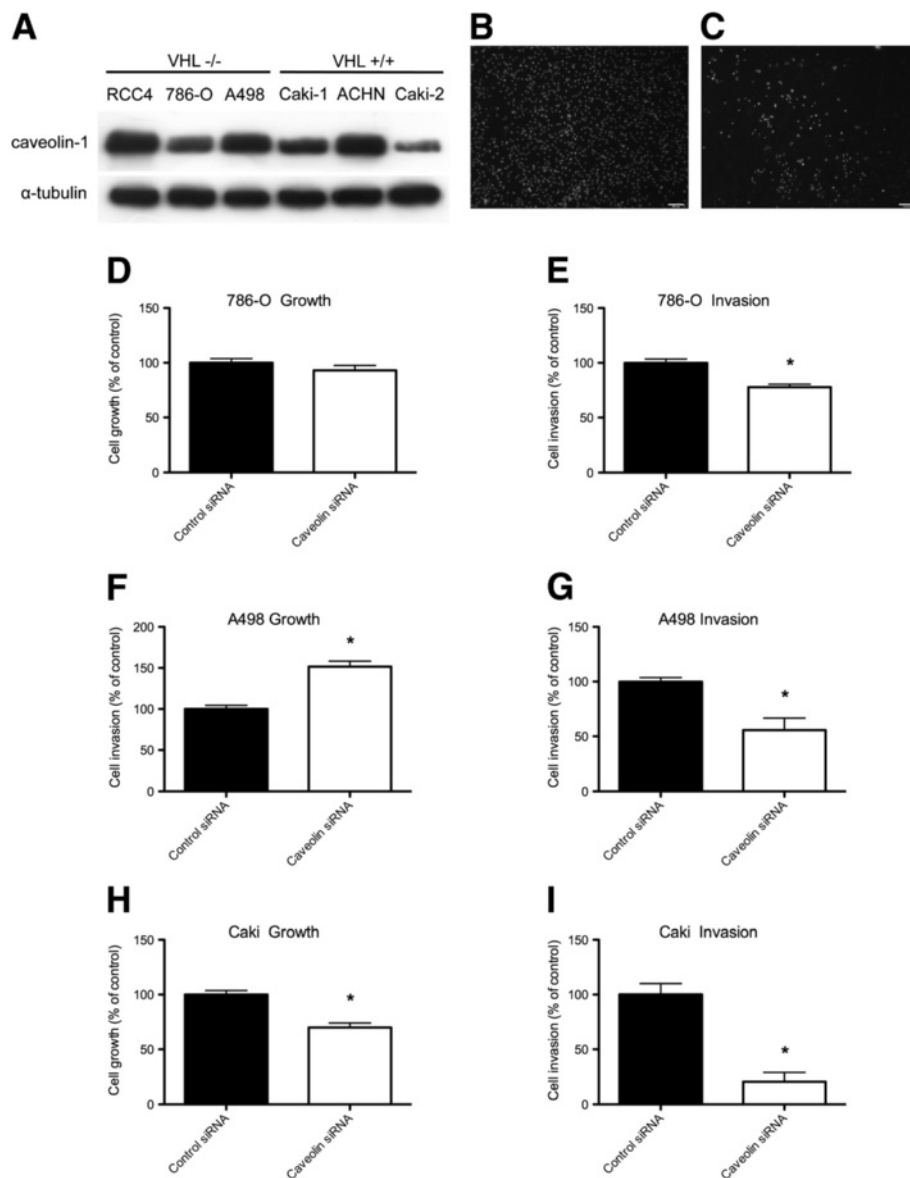 A
B
C
VHL -/-
VHL +/+
RCC4 786-O A498 Caki-1 ACHN Caki-2
caveolin-1
α-tubulin
D
786-O Growth
Cell growth (% of control)
150
100
50
0
Control siRNA
Caveolin siRNA
E
786-O Invasion
Cell invasion (% of control)
150
100
50
0
*
Control siRNA
Caveolin siRNA
F
A498 Growth
Cell invasion (% of control)
200
150
100
50
0
*
Control siRNA
Caveolin siRNA
G
A498 Invasion
Cell invasion (% of control)
150
100
50
0
*
Control siRNA
Caveolin siRNA
H
Caki Growth
Cell growth (% of control)
150
100
50
0
*
Control siRNA
Caveolin siRNA
I
Caki Invasion
Cell invasion (% of control)
150
100
50
0
*
Control siRNA
Caveolin siRNA